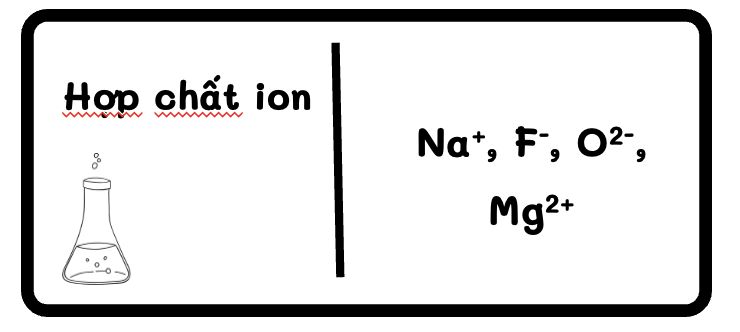 Hợp chất ion
Na⁺, F⁻, O²⁻,
Mg²⁺